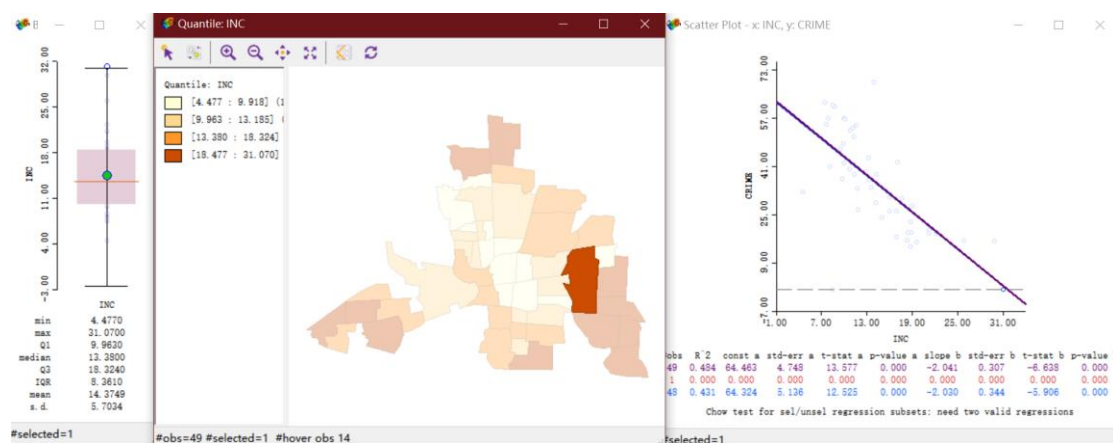 B
32.00
25.00
18.00
11.00
4.00
-3.00
INC
INC
min 4.4770
max 31.0700
Q1 9.9630
median 13.3800
Q3 18.3240
IQR 8.3610
mean 14.3749
s.d. 5.7034
#selected=1
Quantile: INC
Quantile: INC
[4.477 : 9.918] (1
[9.963 : 13.185] (
[13.380 : 18.324]
[18.477 : 31.070]
#obs=49 #selected=1 #hover obs 14
Scatter Plot - x: INC, y: CRIME
73.00
57.00
41.00
25.00
9.00
-7.00
CRIME
1.00 7.00 13.00 19.00 25.00 31.00
INC
obs R^2 const a std-err a t-stat a p-value a slope b std-err b t-stat b p-value
49 0.484 64.463 4.748 13.577 0.000 -2.041 0.307 -6.638 0.000
1 0.000 0.000 0.000 0.000 0.000 0.000 0.000 0.000 0.000
48 0.431 64.324 5.136 12.525 0.000 -2.030 0.344 -5.906 0.000
Chow test for sel/unsel regression subsets: need two valid regressions
#selected=1